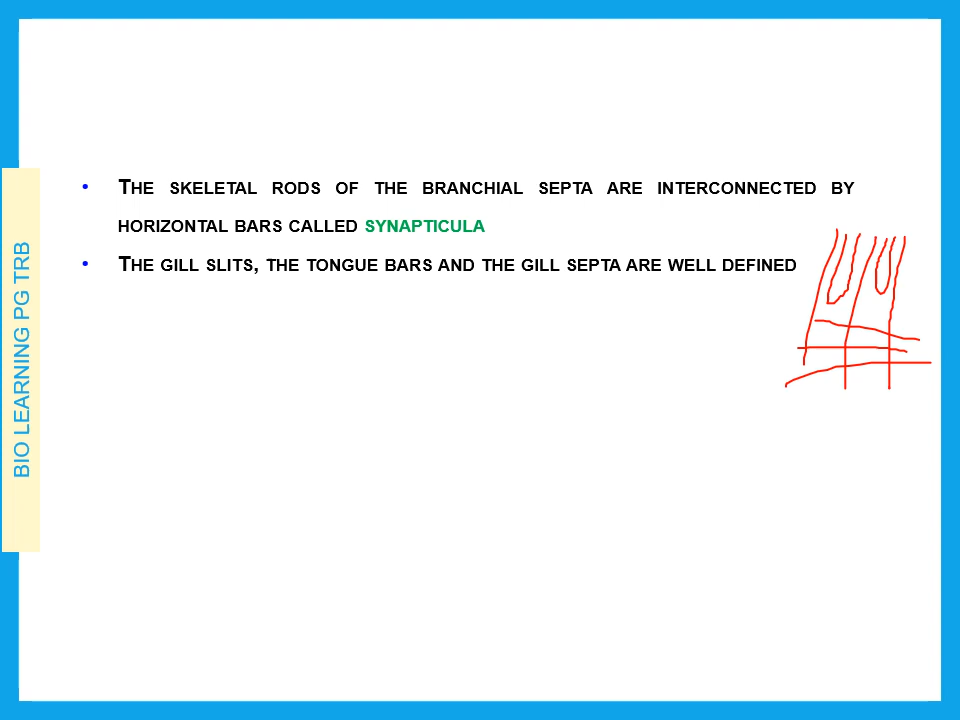 • THE SKELETAL RODS OF THE BRANCHIAL SEPTA ARE INTERCONNECTED BY
HORIZONTAL BARS CALLED SYNAPTICULA
• THE GILL SLITS, THE TONGUE BARS AND THE GILL SEPTA ARE WELL DEFINED
BIO LEARNING PG TRB